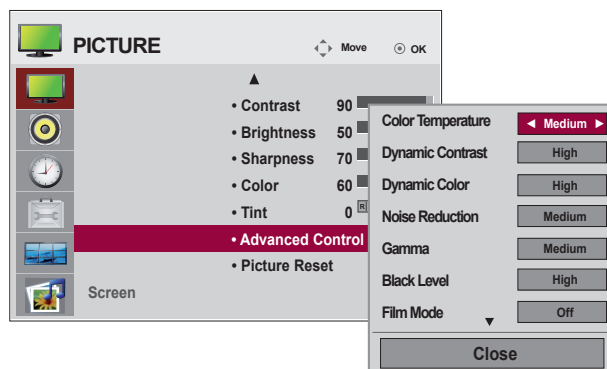 PICTURE
Move
OK
• Contrast 90
• Brightness 50
• Sharpness 70
• Color 60
• Tint 0 R
• Advanced Control
• Picture Reset
Screen
Color Temperature ◄ Medium ►
Dynamic Contrast High
Dynamic Color High
Noise Reduction Medium
Gamma Medium
Black Level High
Film Mode Off
Close